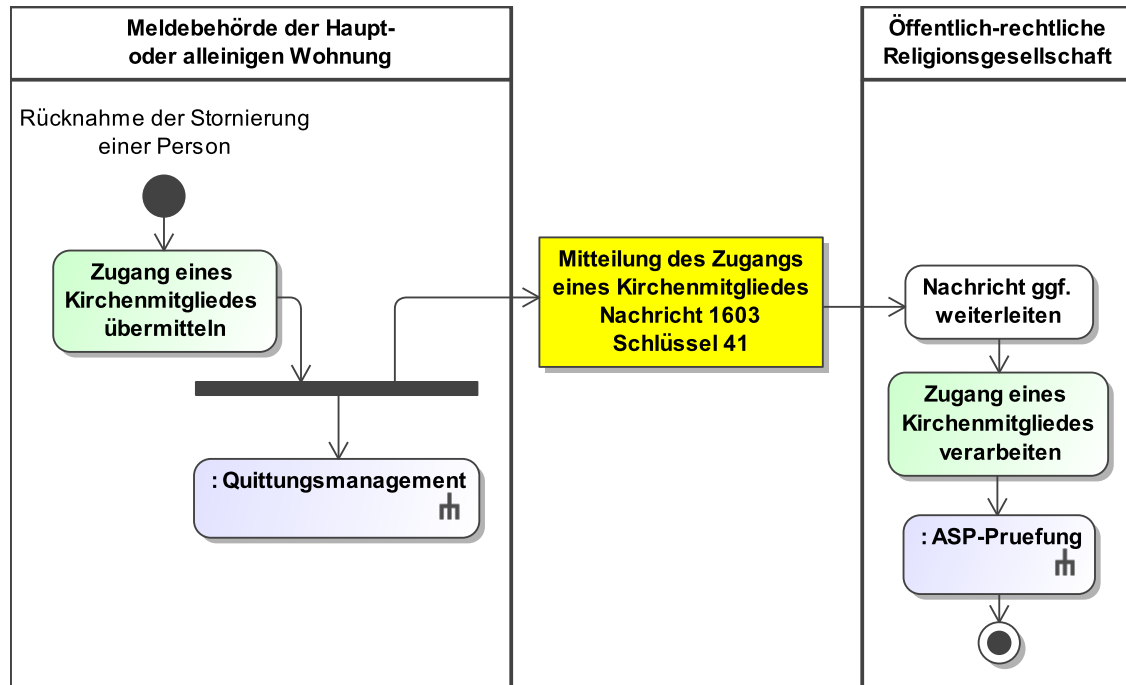 Meldebehörde der Haupt-
oder alleinigen Wohnung
Öffentlich-rechtliche
Religionsgesellschaft
Rücknahme der Stornierung
einer Person
Zugang eines
Kirchenmitgliedes
übermitteln
: Quittungsmanagement
Mitteilung des Zugangs
eines Kirchenmitgliedes
Nachricht 1603
Schlüssel 41
Nachricht ggf.
weiterleiten
Zugang eines
Kirchenmitgliedes
verarbeiten
: ASP-Pruefung